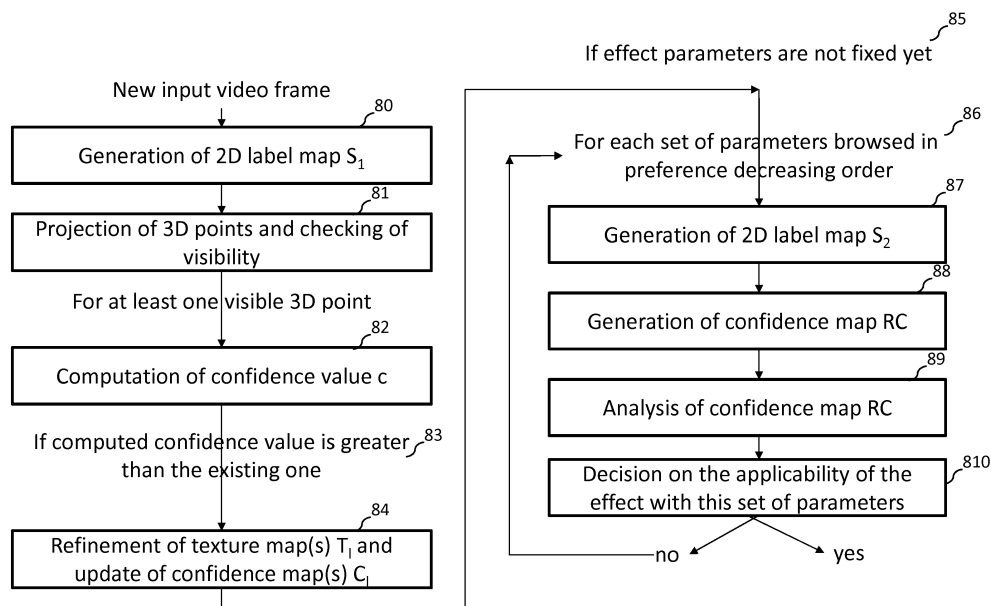 New input video frame
80
Generation of 2D label map S1
81
Projection of 3D points and checking of
visibility
For at least one visible 3D point
82
Computation of confidence value c
If computed confidence value is greater
than the existing one
83
84
Refinement of texture map(s) Tl and
update of confidence map(s) Cl
85
If effect parameters are not fixed yet
86
For each set of parameters browsed in
preference decreasing order
87
Generation of 2D label map S2
88
Generation of confidence map RC
89
Analysis of confidence map RC
810
Decision on the applicability of the
effect with this set of parameters
no
yes